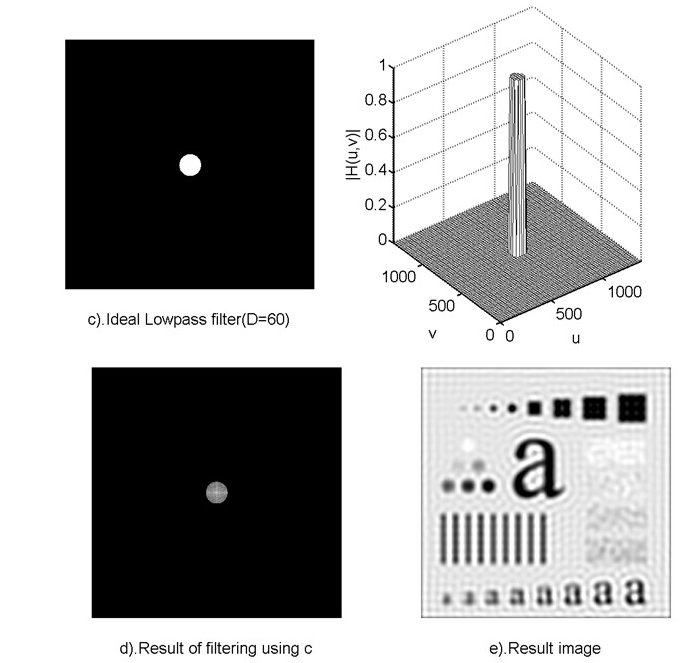 1
0.8
0.6
0.4
0.2
0
|H(u,v)|
1000
500
0
v
0
500
1000
u
c).Ideal Lowpass filter(D=60)
a
a a a a a a a a
d).Result of filtering using c
e).Result image